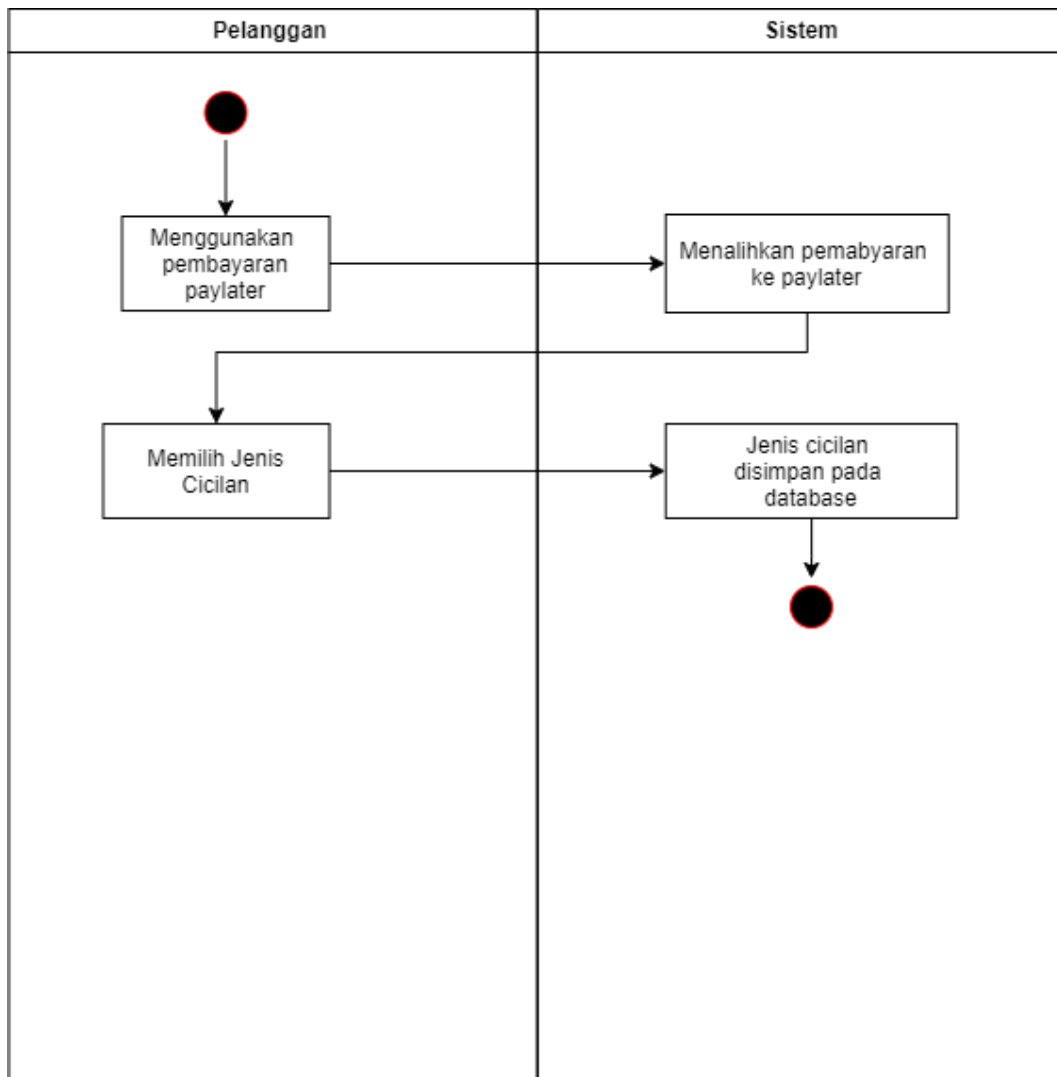 Pelanggan
Sistem
Menggunakan
pembayaran
paylater
Menalihkan pemabyaran
ke paylater
Memilih Jenis
Cicilan
Jenis cicilan
disimpan pada
database